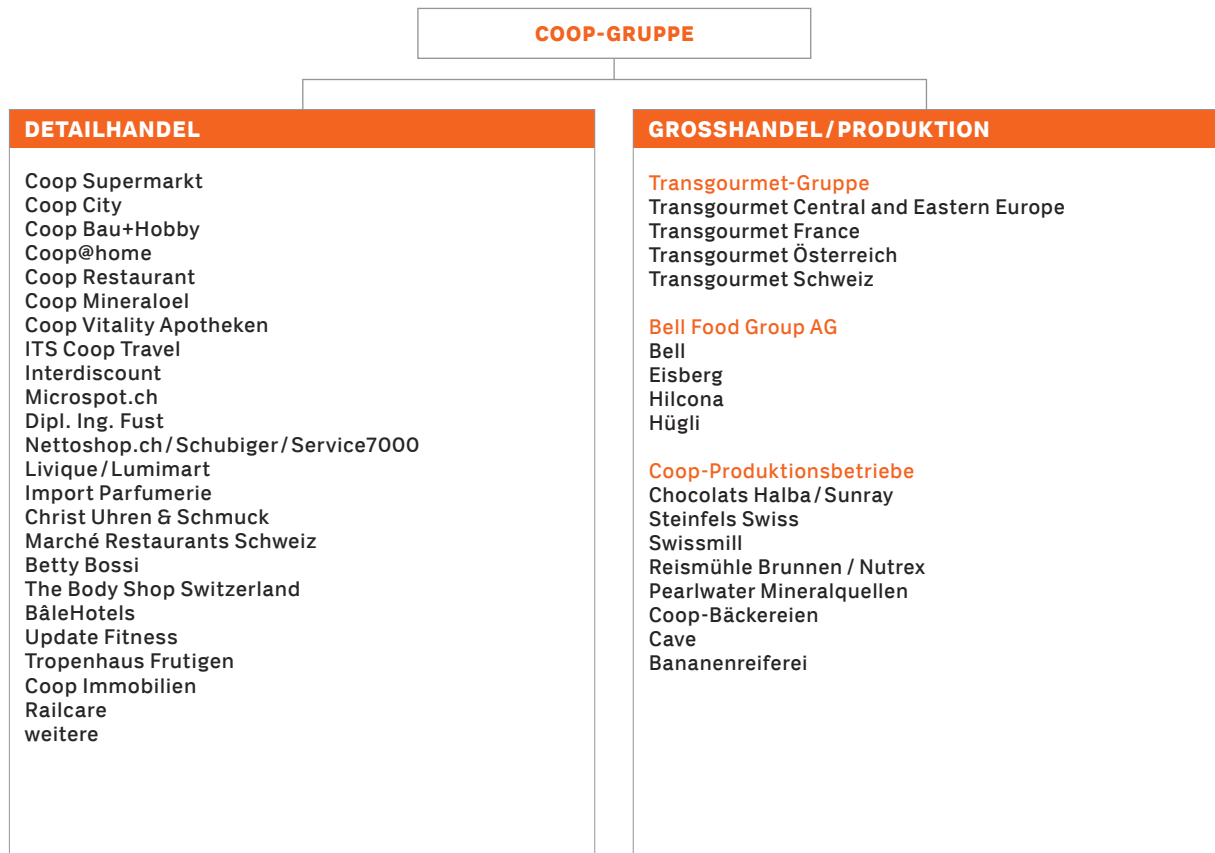 COOP-GRUPPE
DETAILHANDEL
Coop Supermarkt
Coop City
Coop Bau+Hobby
Coop@home
Coop Restaurant
Coop Mineraloel
Coop Vitality Apotheken
ITS Coop Travel
Interdiscount
Microspot.ch
Dipl. Ing. Fust
Nettoshop.ch/Schubiger/Service7000
Livique/Lumimart
Import Parfumerie
Christ Uhren & Schmuck
Marché Restaurants Schweiz
Betty Bossi
The Body Shop Switzerland
BâleHotels
Update Fitness
Tropenhaus Frutigen
Coop Immobilien
Railcare
weitere
GROSSHANDEL/PRODUKTION
Transgourmet-Gruppe
Transgourmet Central and Eastern Europe
Transgourmet France
Transgourmet Österreich
Transgourmet Schweiz
Bell Food Group AG
Bell
Eisberg
Hilcona
Hügli
Coop-Produktionsbetriebe
Chocolats Halba/Sunray
Steinfels Swiss
Swissmill
Reismühle Brunnen / Nutrex
Pearlwater Mineralquellen
Coop-Bäckereien
Cave
Bananenreiferei